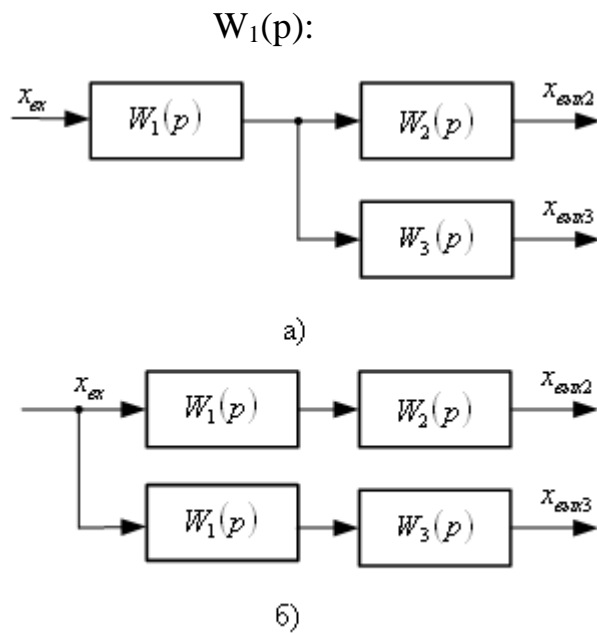 W₁(p):
x_вх W₁(p) W₂(p) x_вых2
W₃(p) x_вых3
а)
x_вх W₁(p) W₂(p) x_вых2
W₁(p) W₃(p) x_вых3
б)